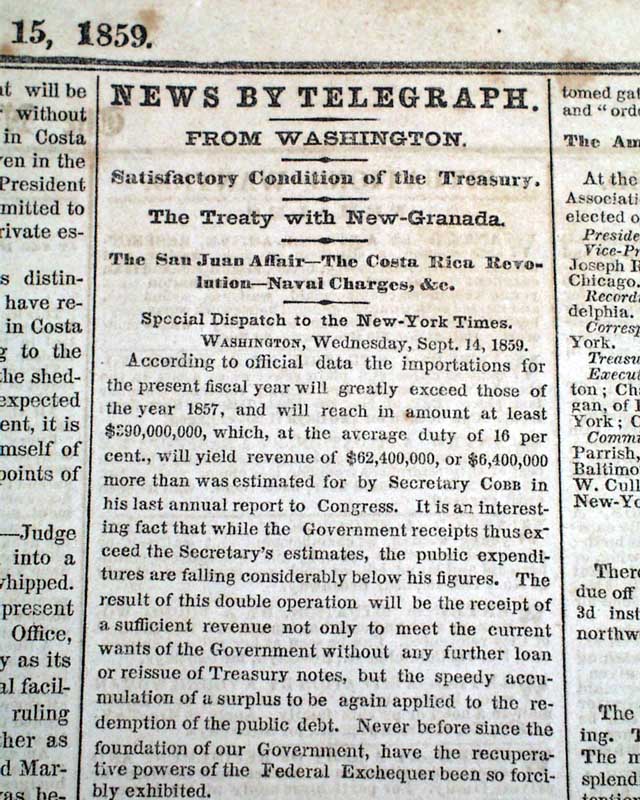 15, 1859.
at will be
without
in Costa
ven in the
President
mitted to
rivate es-
s distin-
have re-
in Costa
g to the
the shed-
expected
ent, it is
mself of
points of
—Judge
into a
whipped.
present
Office,
y as its
al facil-
ruling
ther as
d Mar-
as be-
NEWS BY TELEGRAPH.
FROM WASHINGTON.
Satisfactory Condition of the Treasury.
The Treaty with New-Granada.
The San Juan Affair—The Costa Rica Revo-
lution—Naval Charges, &c.
Special Dispatch to the New-York Times.
WASHINGTON, Wednesday, Sept. 14, 1859.
According to official data the importations for
the present fiscal year will greatly exceed those of
the year 1857, and will reach in amount at least
$390,000,000, which, at the average duty of 16 per
cent., will yield revenue of $62,400,000, or $6,400,000
more than was estimated for by Secretary COBB in
his last annual report to Congress. It is an interest-
ing fact that while the Government receipts thus ex-
ceed the Secretary's estimates, the public expendi-
tures are falling considerably below his figures. The
result of this double operation will be the receipt of
a sufficient revenue not only to meet the current
wants of the Government without any further loan
or reissue of Treasury notes, but the speedy accu-
mulation of a surplus to be again applied to the re-
demption of the public debt. Never before since the
foundation of our Government, have the recupera-
tive powers of the Federal Exchequer been so forci-
bly exhibited.
tomed gat
and "orde
The Am
At the
Associati
elected o
Preside
Vice-Pr
Joseph R
Chicago.
Record
delphia.
Corresp
York.
Treasu
Execut
ton; Cha
gan, of I
York; C
Commi
Parrish,
Baltimo
W. Cull
New-Yo
There
due off
3d inst
northw
The
ing. T
The m
splend